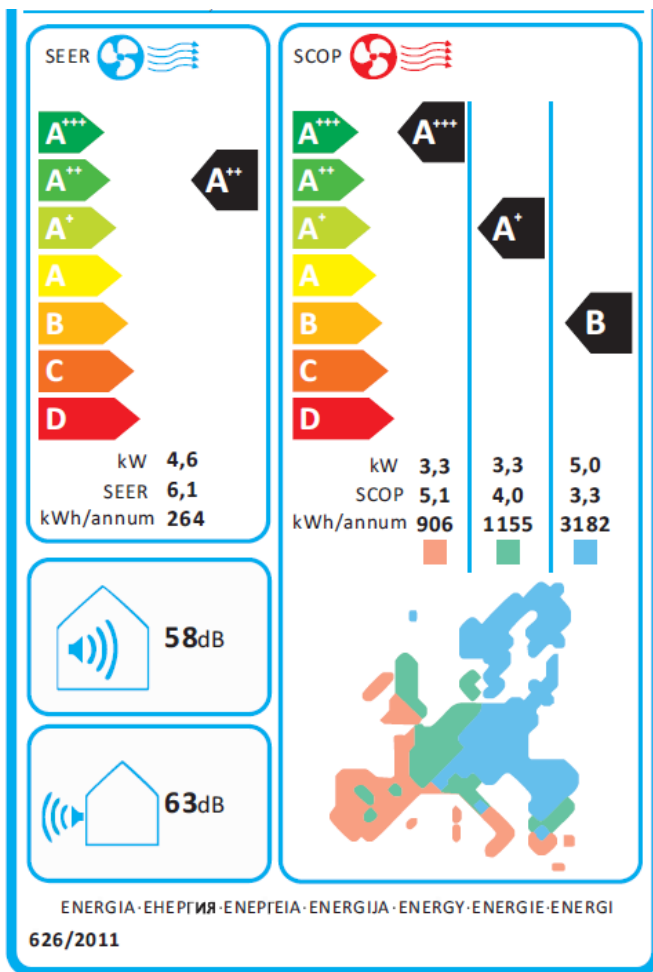 SEER
A+++
A++
A+
A
B
C
D
A++
kW 4,6
SEER 6,1
kWh/annum 264
SCOP
A+++
A++
A+
A
B
C
D
A+++
A+
B
kW 3,3 3,3 5,0
SCOP 5,1 4,0 3,3
kWh/annum 906 1155 3182
58dB
63dB
ENERGIA·ЕНЕРГИЯ·ΕΝΕΡΓΕΙΑ·ENERGIJA·ENERGY·ENERGIE·ENERGI
626/2011